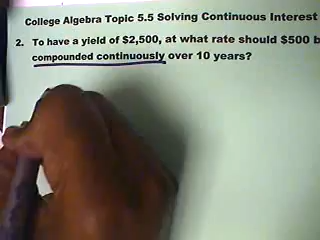 College Algebra Topic 5.5 Solving Continuous Interest
2. To have a yield of $2,500, at what rate should $500 b
compounded continuously over 10 years?